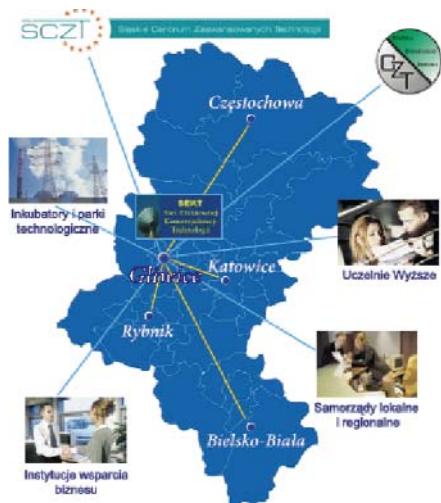 SCZT
Śląskie Centrum Zaawansowanych Technologii
CZT
Częstochowa
SEKT
Technologii
Inkubatory i parki
technologiczne
Gliwice
Katowice
Uczelnie Wyższe
Rybnik
Samorządy lokalne
i regionalne
Bielsko-Biała
Instytucje wsparcia
biznesu